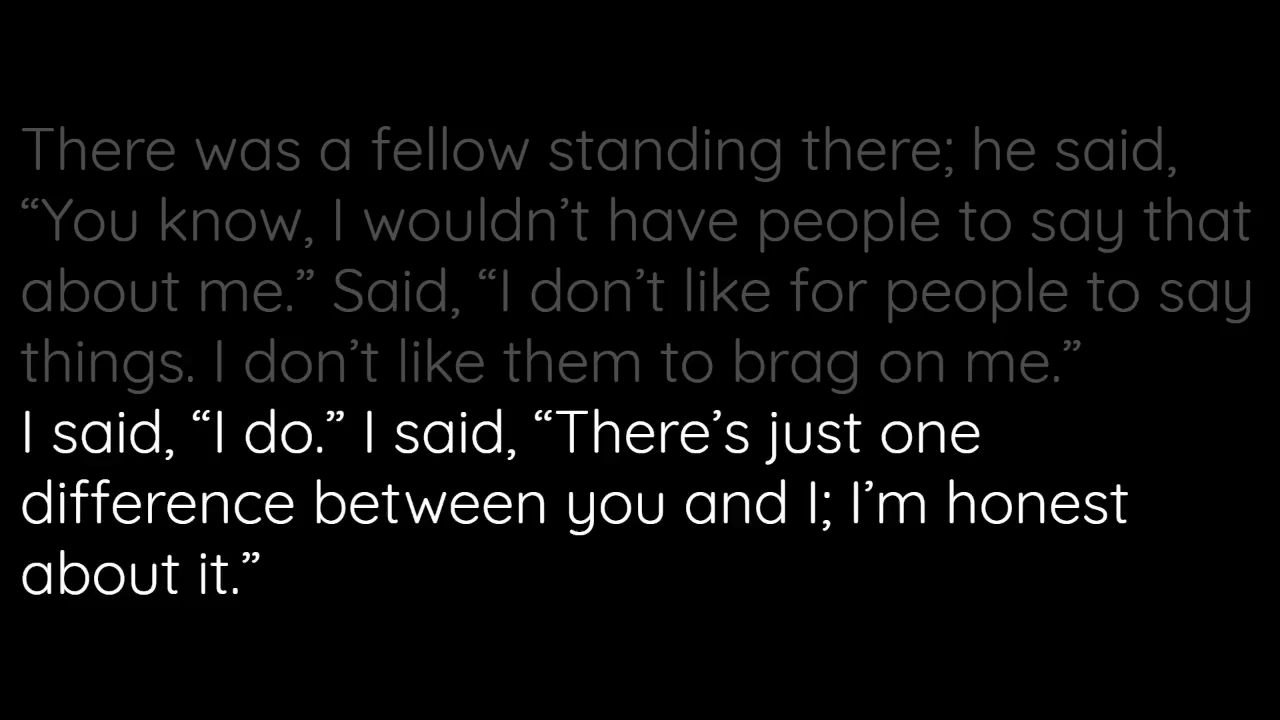 There was a fellow standing there; he said,
“You know, I wouldn’t have people to say that
about me.” Said, “I don’t like for people to say
things. I don’t like them to brag on me.”
I said, “I do.” I said, “There’s just one
difference between you and I; I’m honest
about it.”